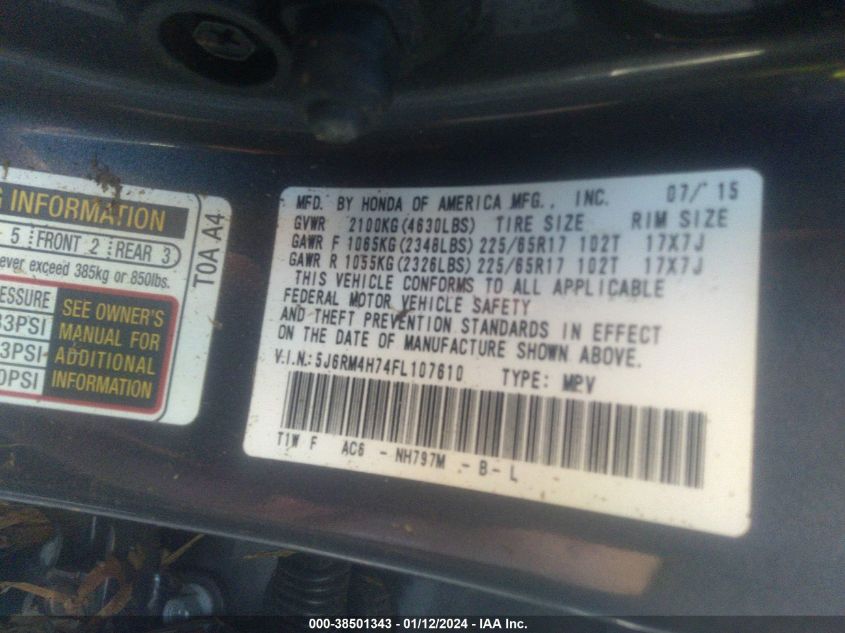 G INFORMATION
5 FRONT 2 REAR 3
ever exceed 385kg or 850lbs.
ESSURE
33PSI
3PSI
0PSI
SEE OWNER'S
MANUAL FOR
ADDITIONAL
INFORMATION
TOA A4
MFD. BY HONDA OF AMERICA MFG., INC. 07/ 15
GVWR 2100KG(4630LBS) TIRE SIZE RIM SIZE
GAWR F 1065KG(2348LBS) 225/65R17 102T 17X7J
GAWR R 1055KG(2326LBS) 225/65R17 102T 17X7J
THIS VEHICLE CONFORMS TO ALL APPLICABLE
FEDERAL MOTOR VEHICLE SAFETY
AND THEFT PREVENTION STANDARDS IN EFFECT
ON THE DATE OF MANUFACTURE SHOWN ABOVE.
V.I.N.: 5J6RM4H74FL107610 TYPE: MPV
T1W F AC6 - NH797M - B - L
000-38501343 - 01/12/2024 - IAA Inc.